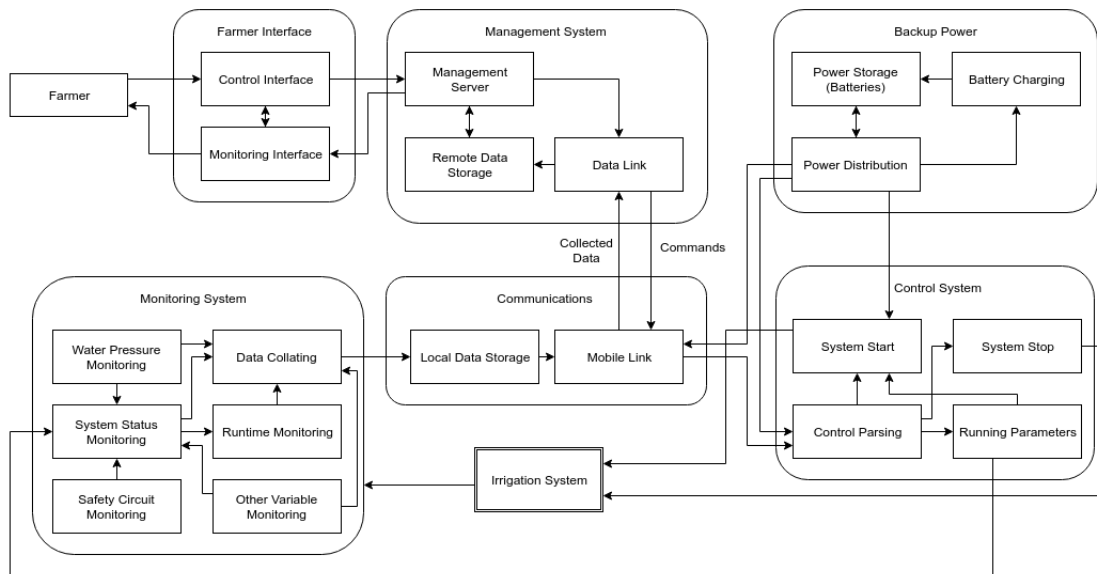 Farmer Interface
Management System
Backup Power
Farmer
Control Interface
Management
Server
Power Storage
(Batteries)
Battery Charging
Monitoring Interface
Remote Data
Storage
Data Link
Power Distribution
Collected
Data
Commands
Monitoring System
Communications
Control System
Water Pressure
Monitoring
Data Collating
Local Data Storage
Mobile Link
System Start
System Stop
System Status
Monitoring
Runtime Monitoring
Control Parsing
Running Parameters
Safety Circuit
Monitoring
Other Variable
Monitoring
Irrigation System